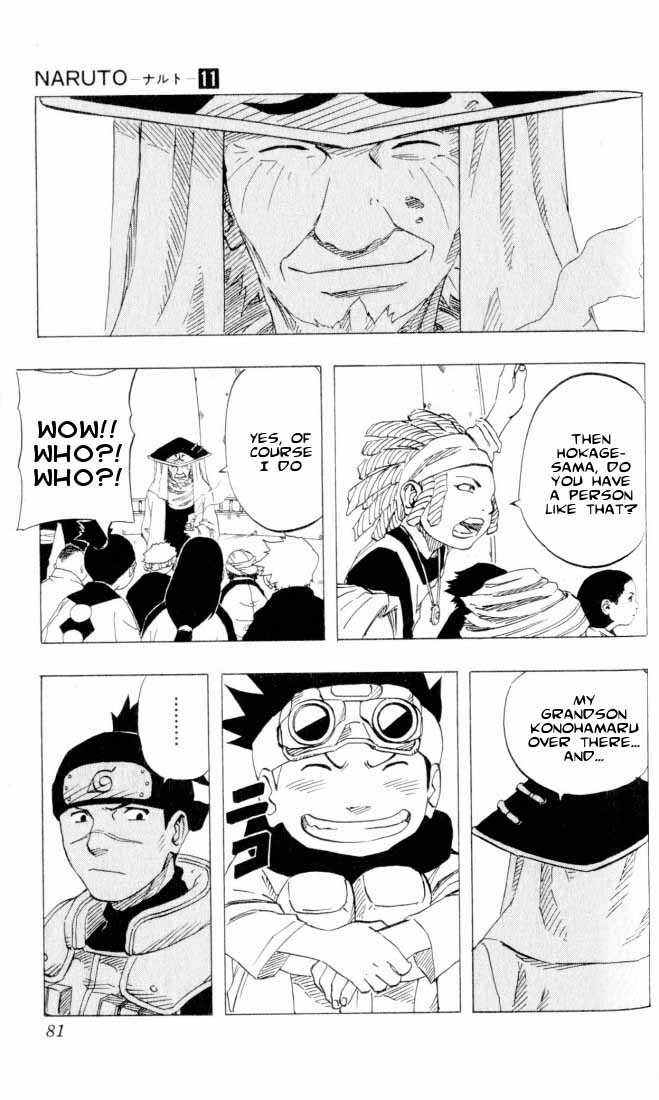 NARUTO—ナルト—11
THEN
HOKAGE-
SAMA, DO
YOU HAVE
A PERSON
LIKE THAT?
YES, OF
COURSE
I DO
WOW!!
WHO?!
WHO?!
MY
GRANDSON
KONOHAMARU
OVER THERE...
AND...
ニコ
.........
81